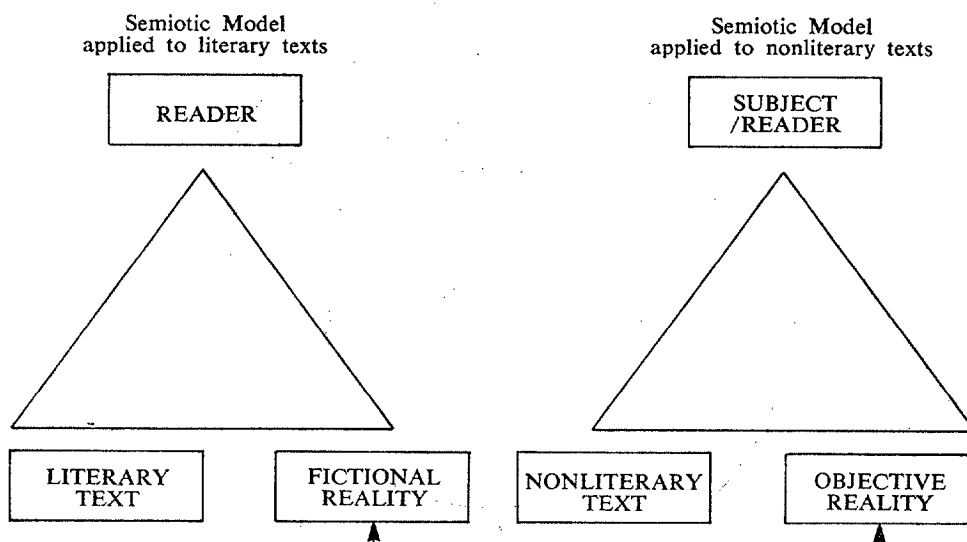 Semiotic Model
applied to literary texts
READER
LITERARY
TEXT
FICTIONAL
REALITY
Semiotic Model
applied to nonliterary texts
SUBJECT
/READER
NONLITERARY
TEXT
OBJECTIVE
REALITY